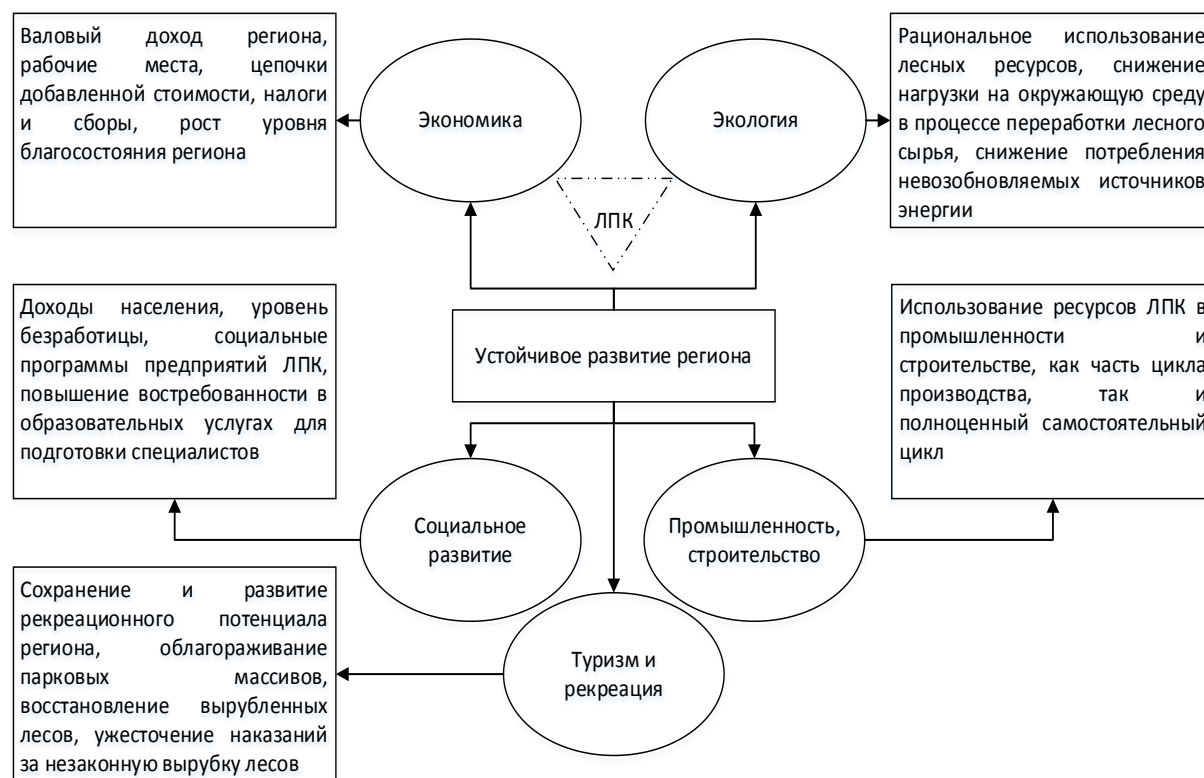 Валовый доход региона,
рабочие места, цепочки
добавленной стоимости, налоги
и сборы, рост уровня
благосостояния региона
Экономика
Экология
Рациональное использование
лесных ресурсов, снижение
нагрузки на окружающую среду
в процессе переработки лесного
сырья, снижение потребления
невозобновляемых источников
энергии
ЛПК
Доходы населения, уровень
безработицы, социальные
программы предприятий ЛПК,
повышение востребованности в
образовательных услугах для
подготовки специалистов
Устойчивое развитие региона
Использование ресурсов ЛПК в
промышленности и
строительстве, как часть цикла
производства, так и
полноценный самостоятельный
цикл
Социальное
развитие
Промышленность,
строительство
Сохранение и развитие
рекреационного потенциала
региона, облагораживание
парковых массивов,
восстановление вырубленных
лесов, ужесточение наказаний
за незаконную вырубку лесов
Туризм и
рекреация